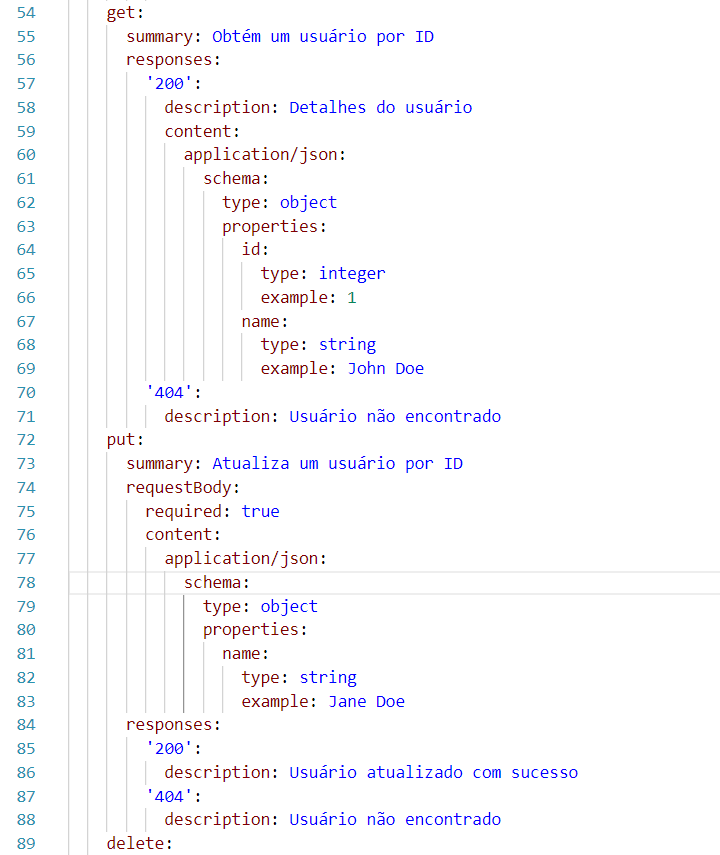 54 get:
55 summary: Obtém um usuário por ID
56 responses:
57 '200':
58 description: Detalhes do usuário
59 content:
60 application/json:
61 schema:
62 type: object
63 properties:
64 id:
65 type: integer
66 example: 1
67 name:
68 type: string
69 example: John Doe
70 '404':
71 description: Usuário não encontrado
72 put:
73 summary: Atualiza um usuário por ID
74 requestBody:
75 required: true
76 content:
77 application/json:
78 schema:
79 type: object
80 properties:
81 name:
82 type: string
83 example: Jane Doe
84 responses:
85 '200':
86 description: Usuário atualizado com sucesso
87 '404':
88 description: Usuário não encontrado
89 delete: